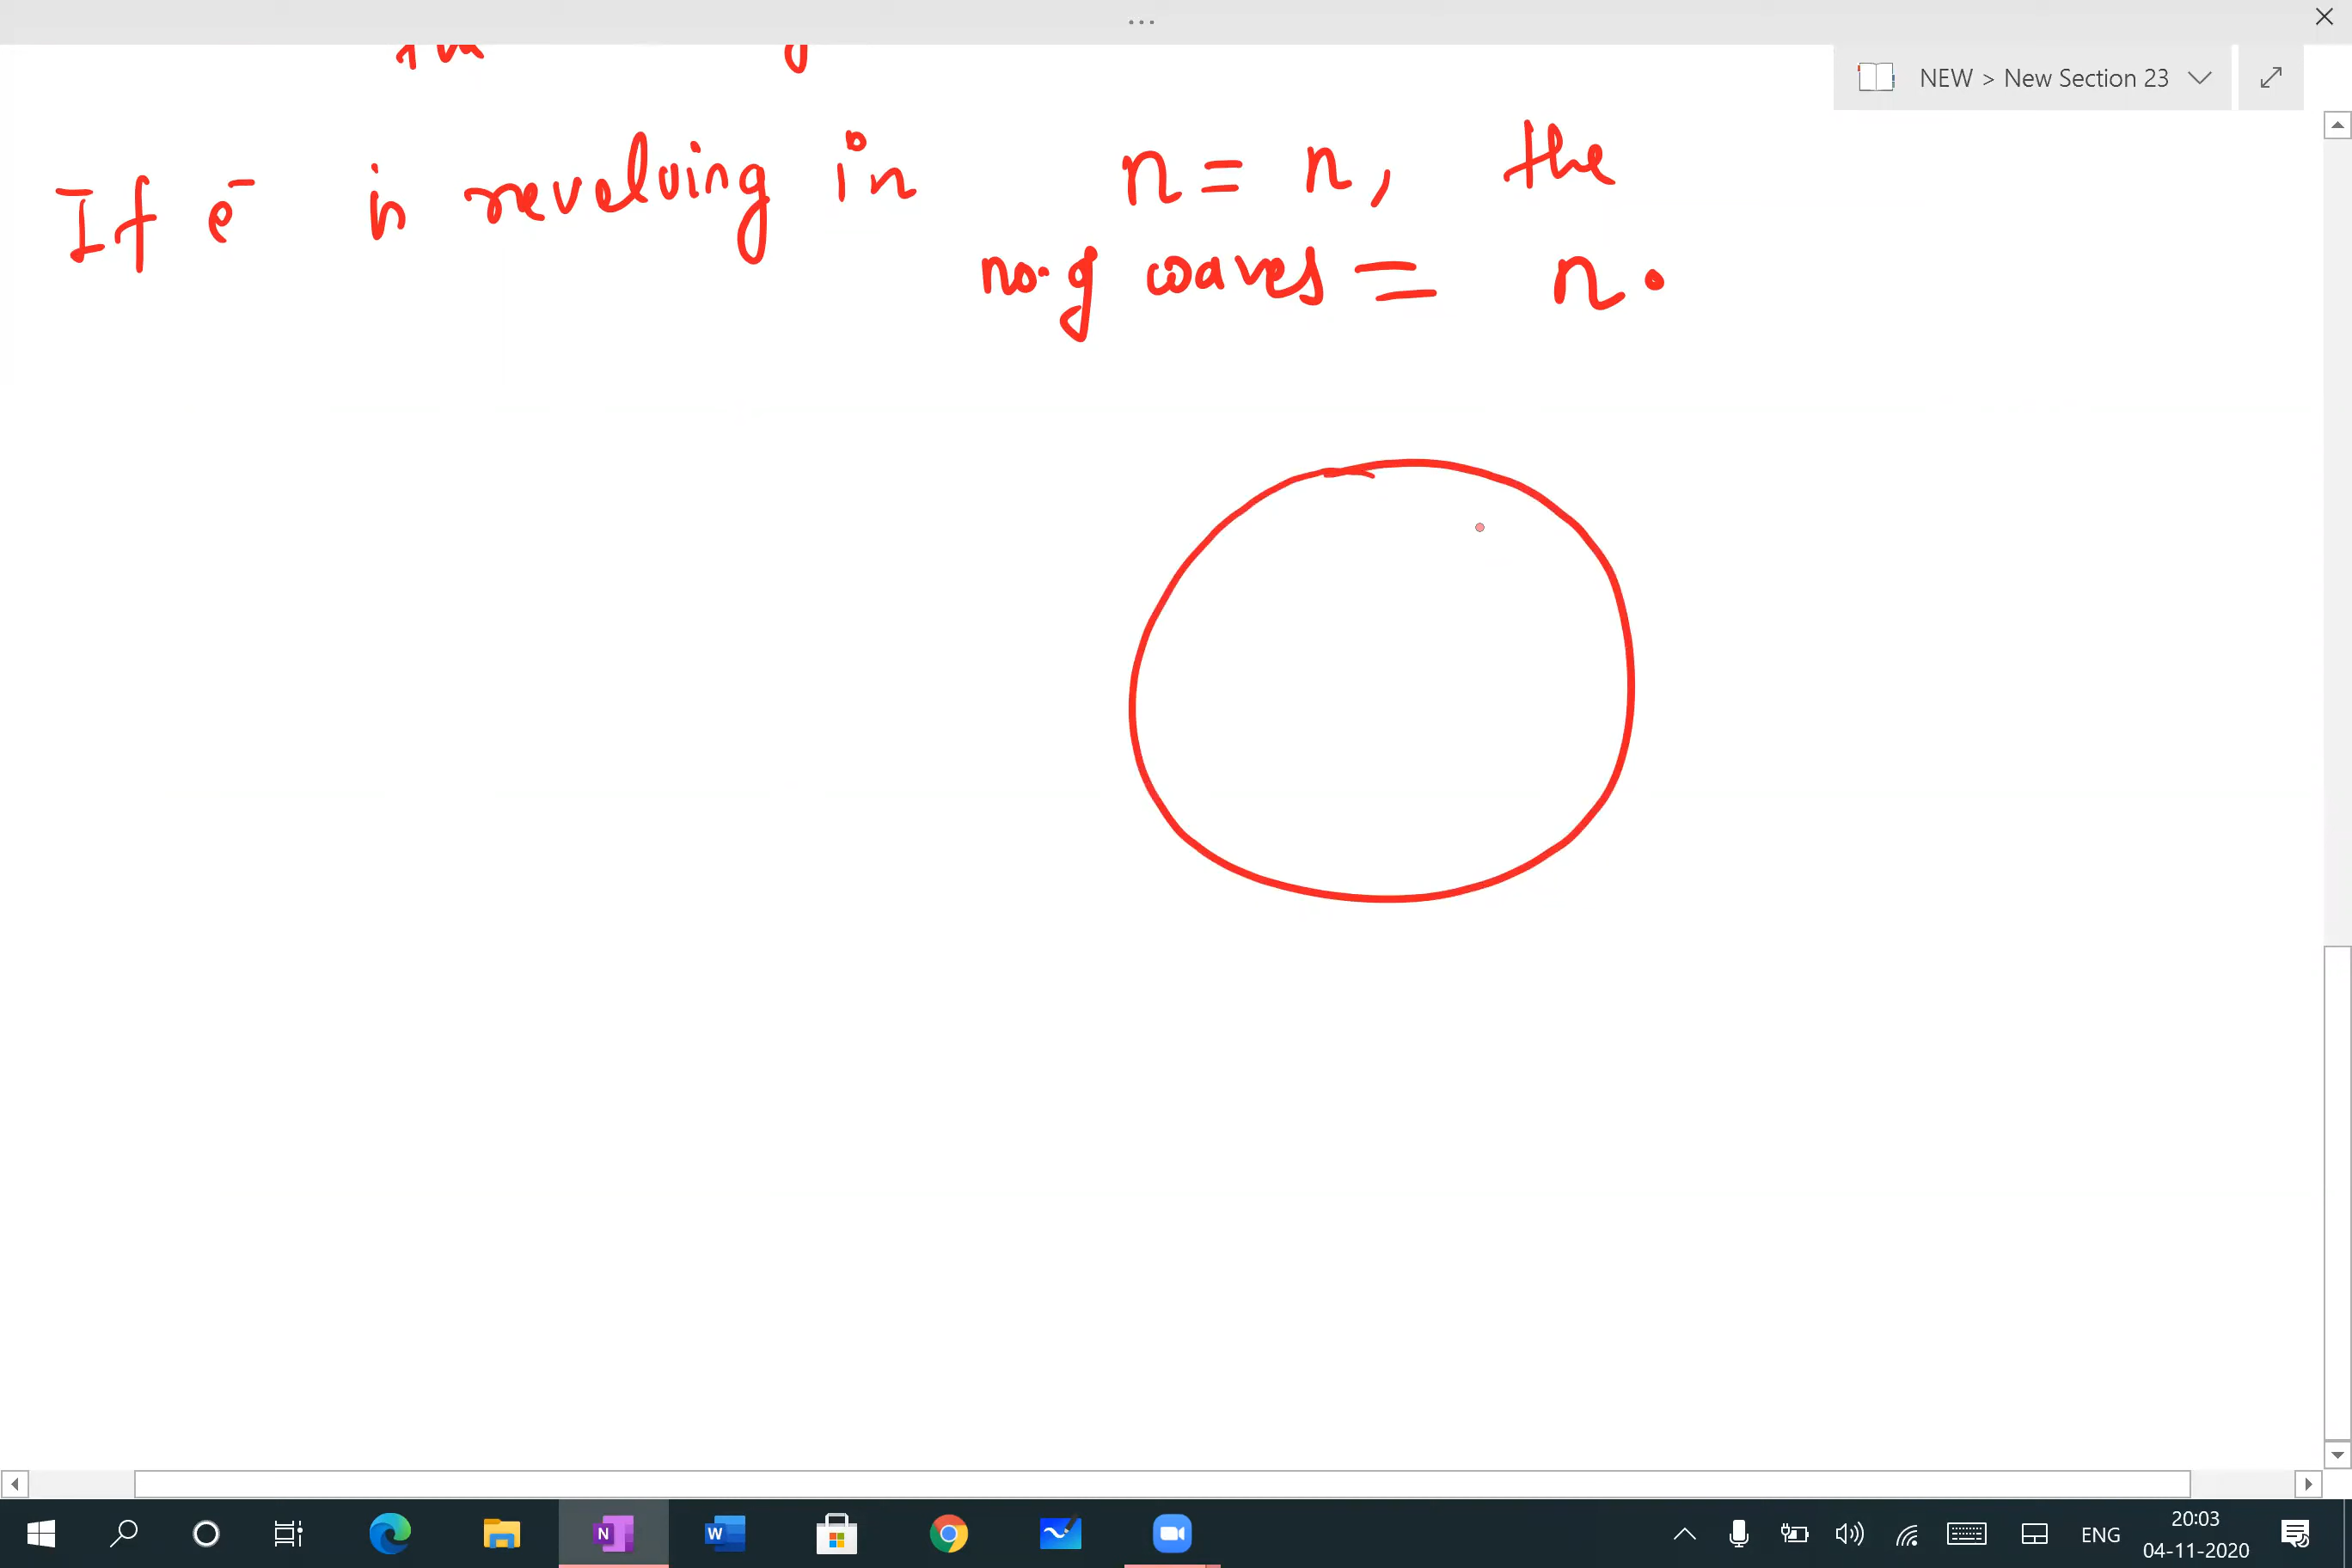 ...
NEW > New Section 23
If e⁻ is revolving in n = n, the
no. of waves = n.
N
W
ENG
20:03
04-11-2020